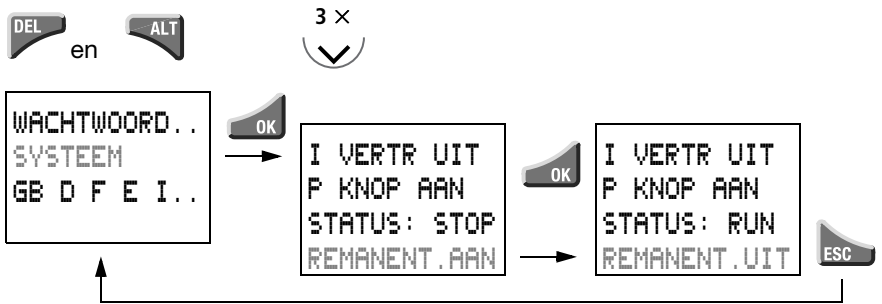 DEL
en
ALT
3 ×
WACHTWOORD..
SYSTEEM
GB D F E I..
OK
I VERTR UIT
P KNOP AAN
STATUS: STOP
REMANENT.AAN
OK
I VERTR UIT
P KNOP AAN
STATUS: RUN
REMANENT.UIT
ESC